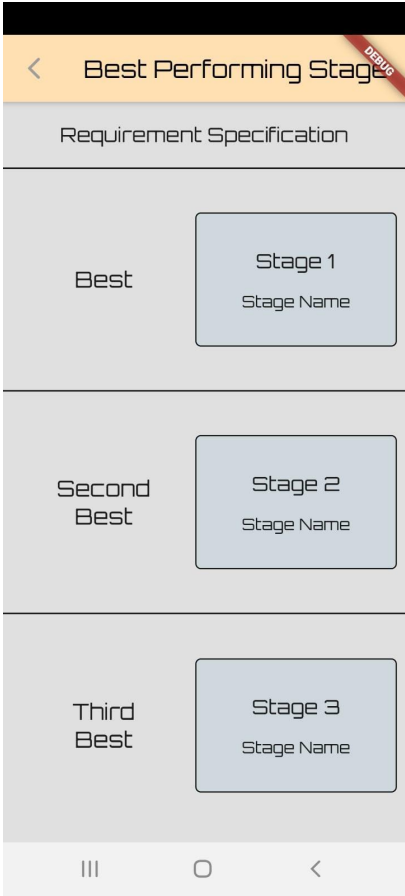 Best Performing Stage
DEBUG
Requirement Specification
Best
Stage 1
Stage Name
Second
Best
Stage 2
Stage Name
Third
Best
Stage 3
Stage Name